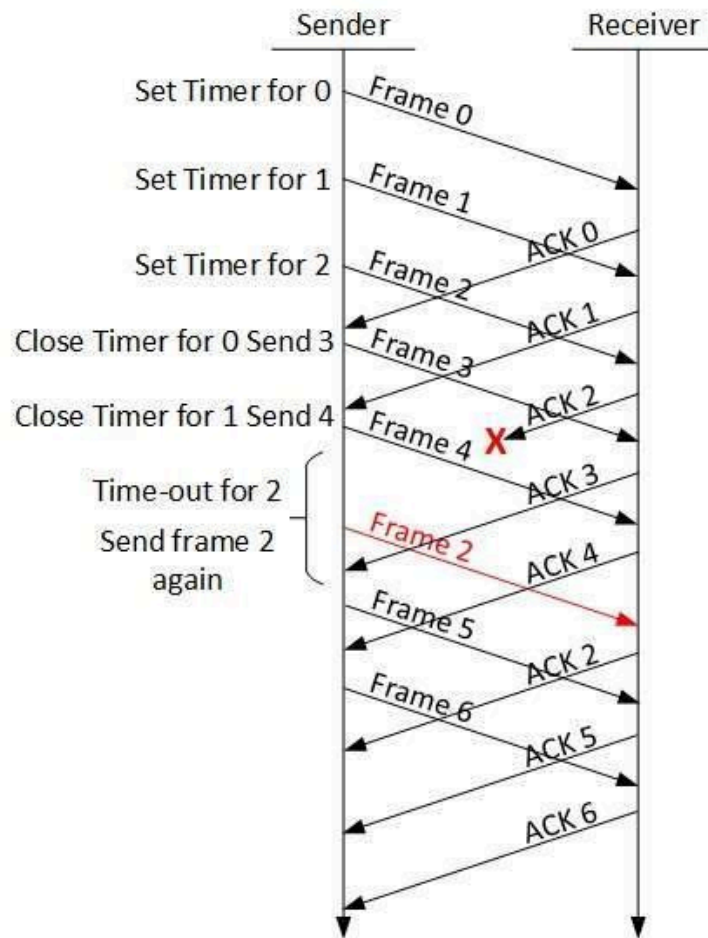 Sender
Receiver
Set Timer for 0
Frame 0
Set Timer for 1
Frame 1
ACK 0
Set Timer for 2
Frame 2
ACK 1
Close Timer for 0 Send 3
Frame 3
ACK 2
Close Timer for 1 Send 4
X
Frame 4
ACK 3
Time-out for 2
Send frame 2
again
Frame 2
ACK 4
Frame 5
ACK 2
Frame 6
ACK 5
ACK 6